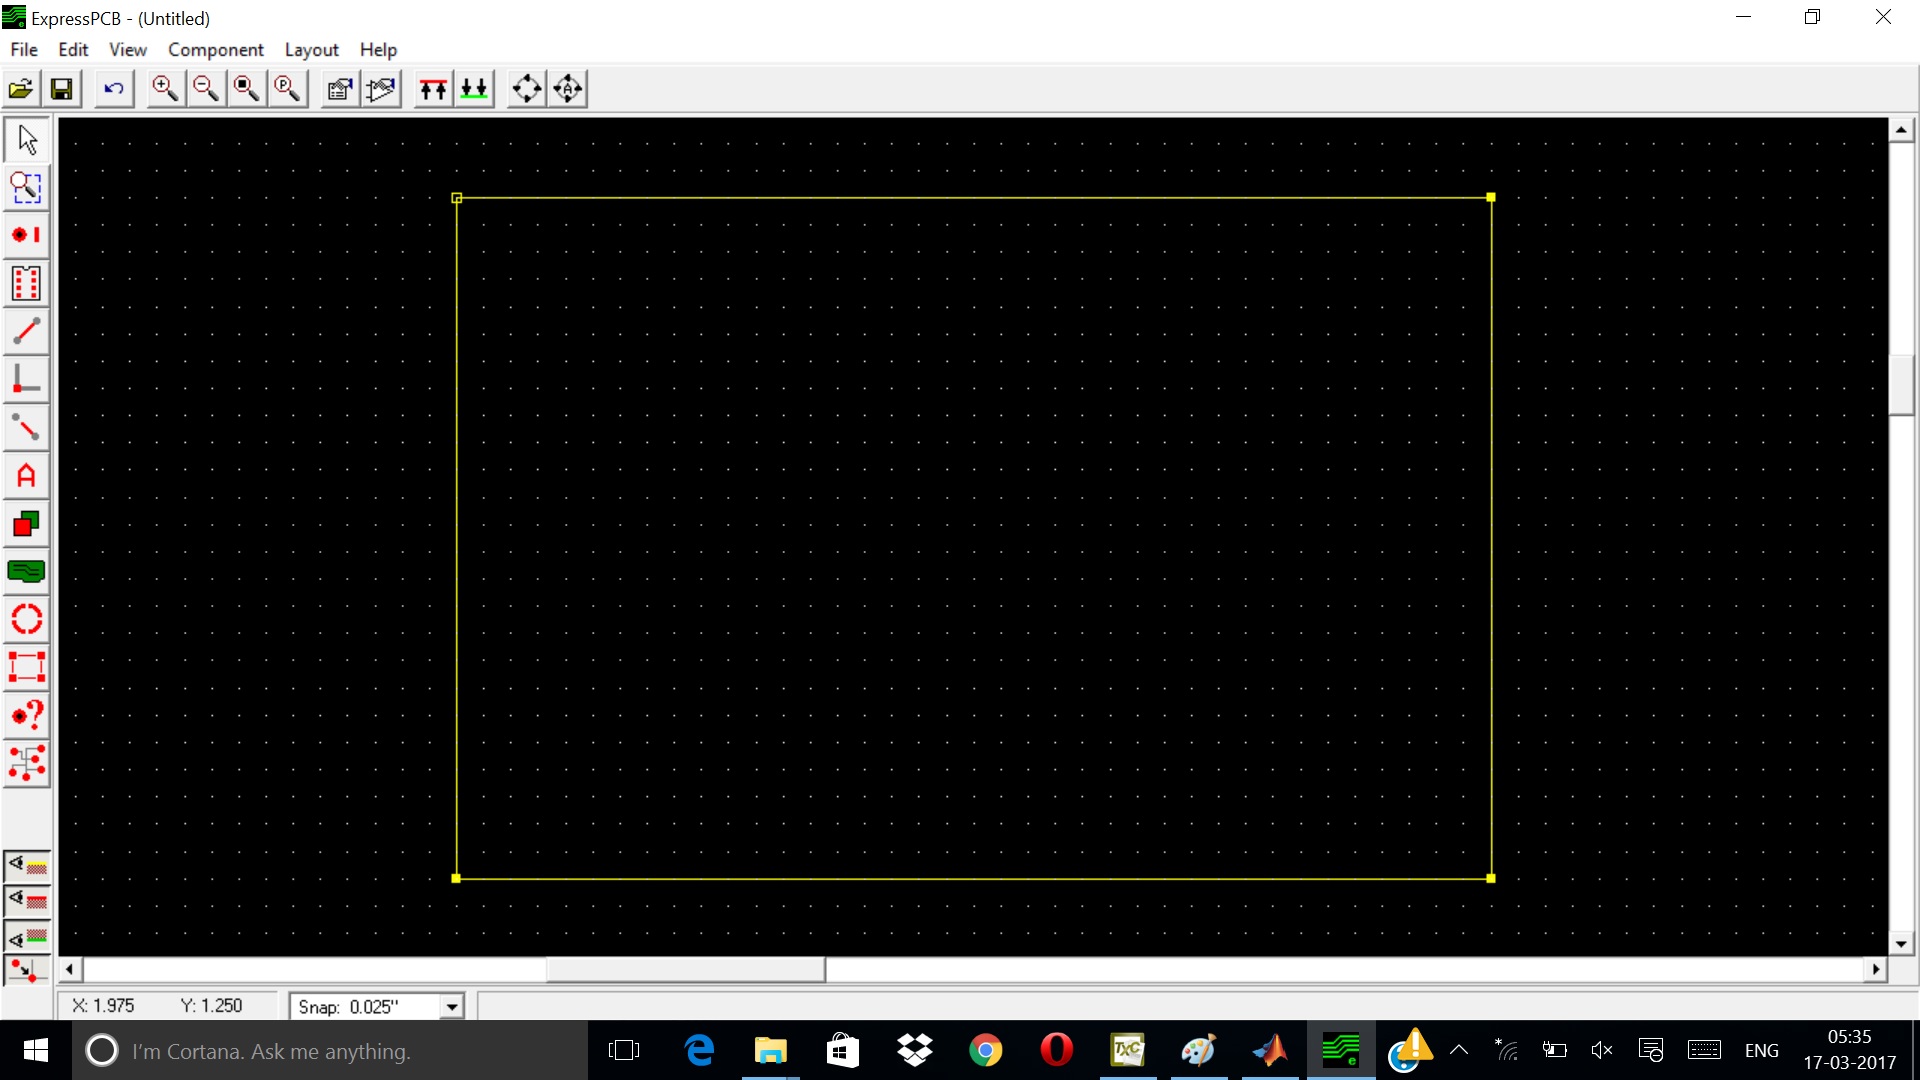 ExpressPCB - (Untitled)
File Edit View Component Layout Help
X: 1.975 Y: 1.250 Snap: 0.025"
I'm Cortana. Ask me anything. TxC ENG 05:35
17-03-2017